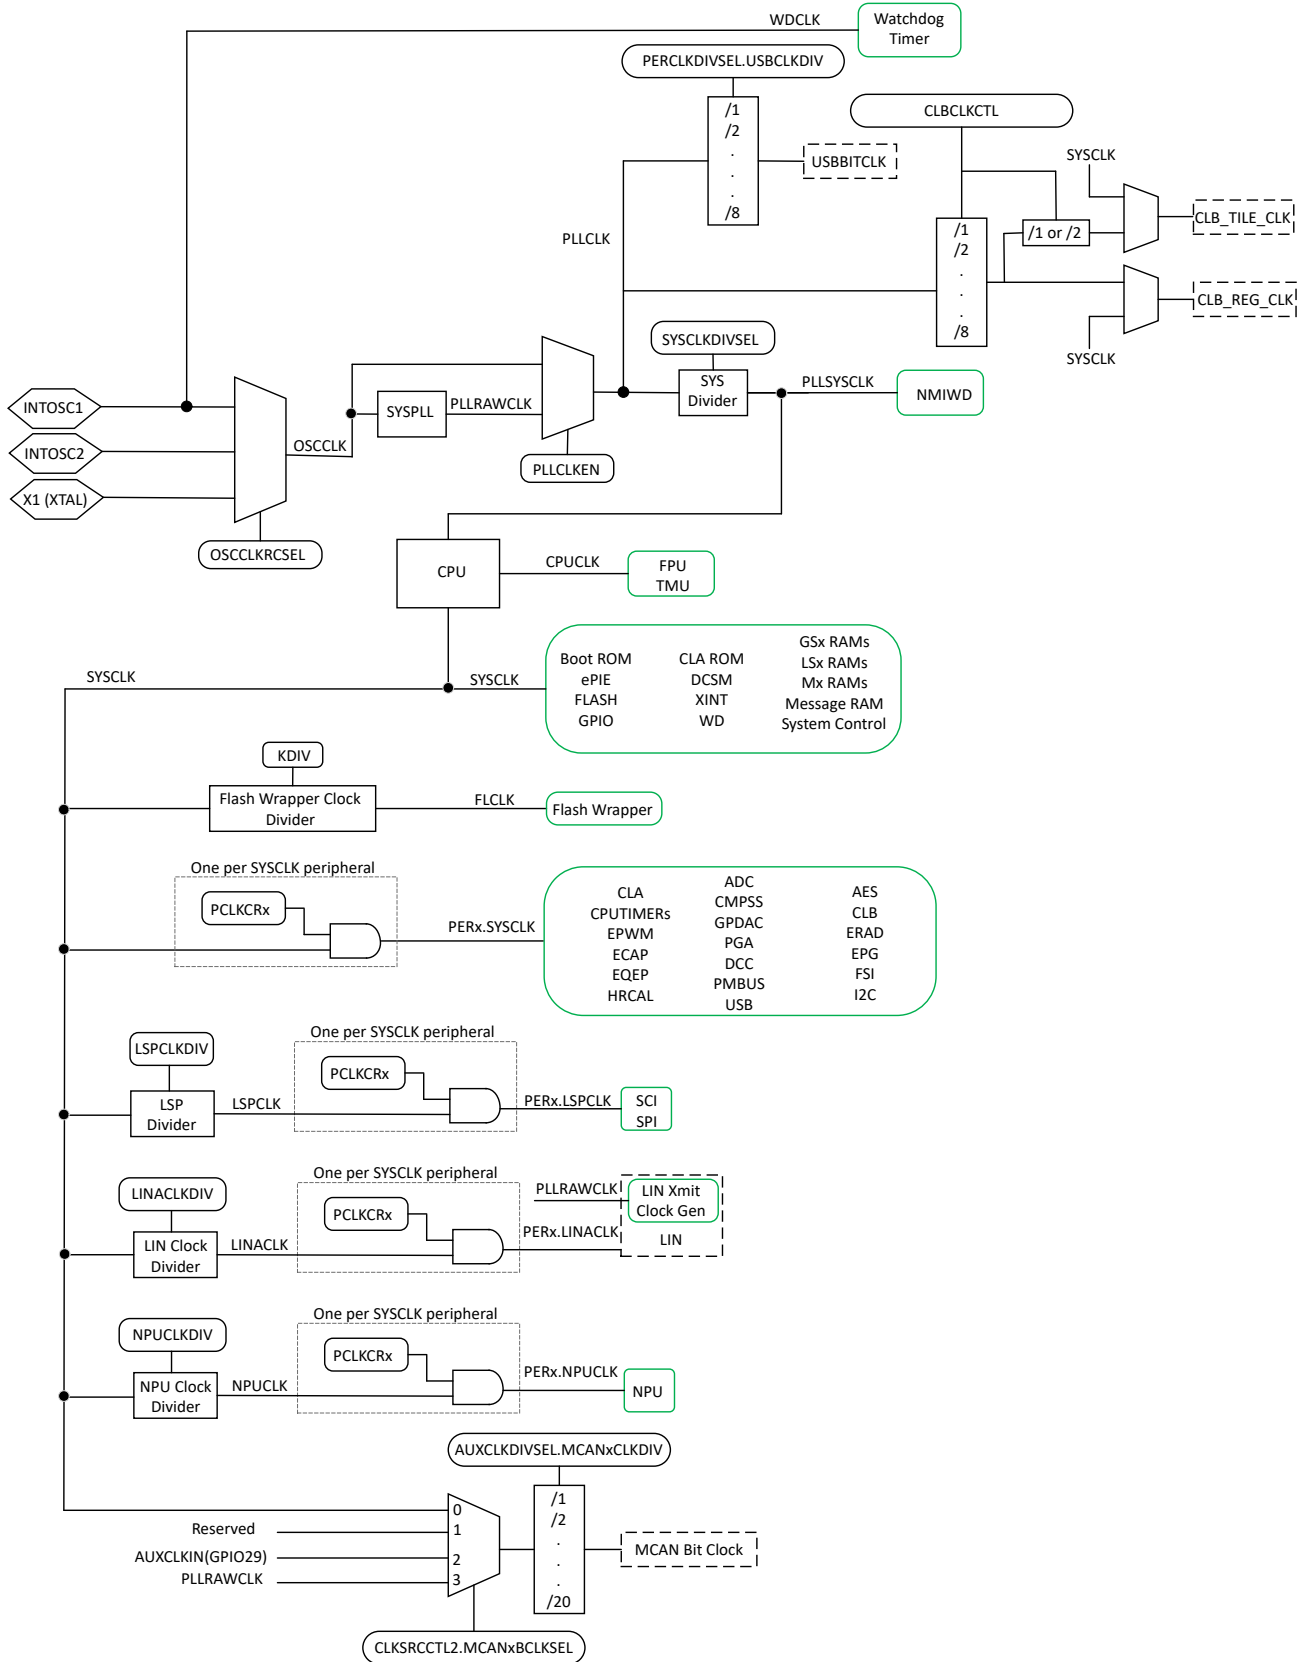 WDCLK
Watchdog
Timer
PERCLKDIVSEL.USBCLKDIV
/1
/2
.
.
.
/8
USBBITCLK
CLBCLKCTL
SYSCLK
/1
/2
.
.
.
/8
/1 or /2
CLB_TILE_CLK
CLB_REG_CLK
SYSCLK
PLLCLK
SYSCLKDIVSEL
SYS
Divider
PLLSYSCLK
NMIWD
INTOSC1
INTOSC2
X1 (XTAL)
OSCCLK
SYSPLL
PLLRAWCLK
PLLCLKEN
OSCCLKRCSEL
CPU
CPUCLK
FPU
TMU
SYSCLK
SYSCLK
Boot ROM
ePIE
FLASH
GPIO
CLA ROM
DCSM
XINT
WD
GSx RAMs
LSx RAMs
Mx RAMs
Message RAM
System Control
KDIV
Flash Wrapper Clock
Divider
FLCLK
Flash Wrapper
One per SYSCLK peripheral
PCLKCRx
PERx.SYSCLK
CLA
CPUTIMERs
EPWM
ECAP
EQEP
HRCAL
ADC
CMPSS
GPDAC
PGA
DCC
PMBUS
USB
AES
CLB
ERAD
EPG
FSI
I2C
LSPCLKDIV
LSP
Divider
LSPCLK
One per SYSCLK peripheral
PCLKCRx
PERx.LSPCLK
SCI
SPI
LINACLKDIV
LIN Clock
Divider
LINACLK
One per SYSCLK peripheral
PCLKCRx
PLLRAWCLK
LIN Xmit
Clock Gen
PERx.LINACLK
LIN
NPUCLKDIV
NPU Clock
Divider
NPUCLK
One per SYSCLK peripheral
PCLKCRx
PERx.NPUCLK
NPU
AUXCLKDIVSEL.MCANxCLKDIV
0
Reserved
1
AUXCLKIN(GPIO29)
2
PLLRAWCLK
3
/1
/2
.
.
.
/20
MCAN Bit Clock
CLKSRCCTL2.MCANxBCLKSEL